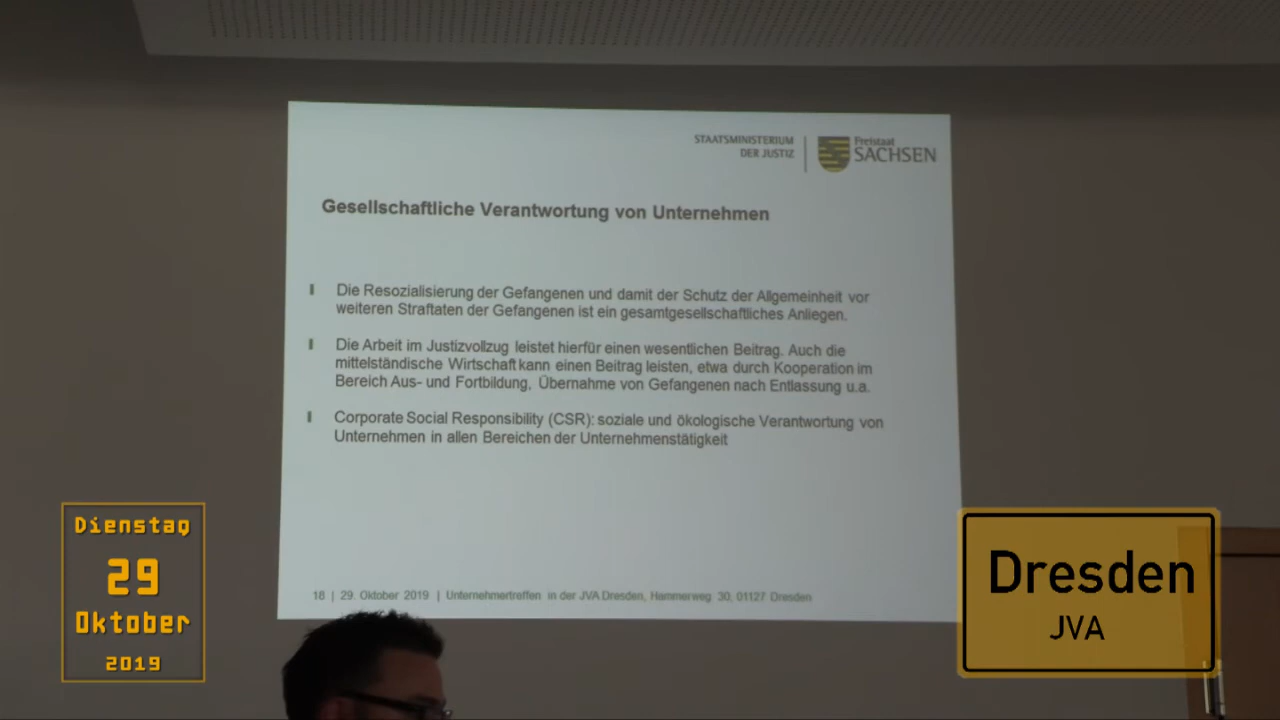 STAATSMINISTERIUM
DER JUSTIZ
Freistaat
SACHSEN
Gesellschaftliche Verantwortung von Unternehmen
Die Resozialisierung der Gefangenen und damit der Schutz der Allgemeinheit vor
weiteren Straftaten der Gefangenen ist ein gesamtgesellschaftliches Anliegen.
Die Arbeit im Justizvollzug leistet hierfür einen wesentlichen Beitrag. Auch die
mittelständische Wirtschaft kann einen Beitrag leisten, etwa durch Kooperation im
Bereich Aus- und Fortbildung, Übernahme von Gefangenen nach Entlassung u.a.
Corporate Social Responsibility (CSR): soziale und ökologische Verantwortung von
Unternehmen in allen Bereichen der Unternehmenstätigkeit
18 | 29. Oktober 2019 | Unternehmertreffen in der JVA Dresden, Hammerweg 30, 01127 Dresden
Dienstag
29
Oktober
2019
Dresden
JVA